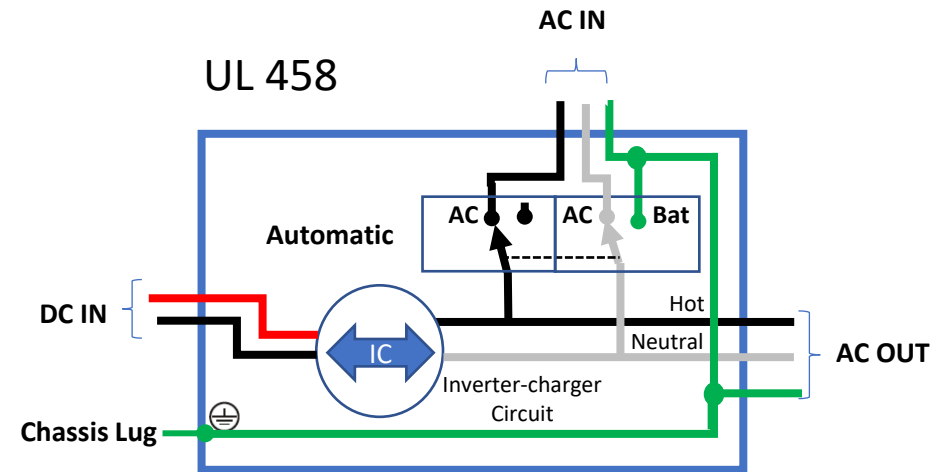 AC IN
UL 458
AC
AC
Bat
Automatic
DC IN
Hot
Neutral
IC
AC OUT
Inverter-charger
Circuit
Chassis Lug